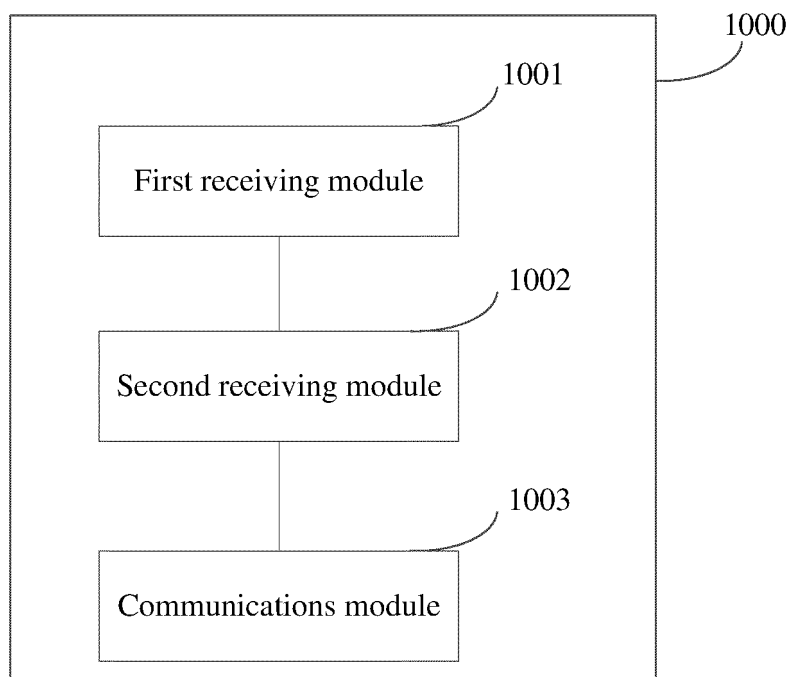 1000
1001
First receiving module
1002
Second receiving module
1003
Communications module